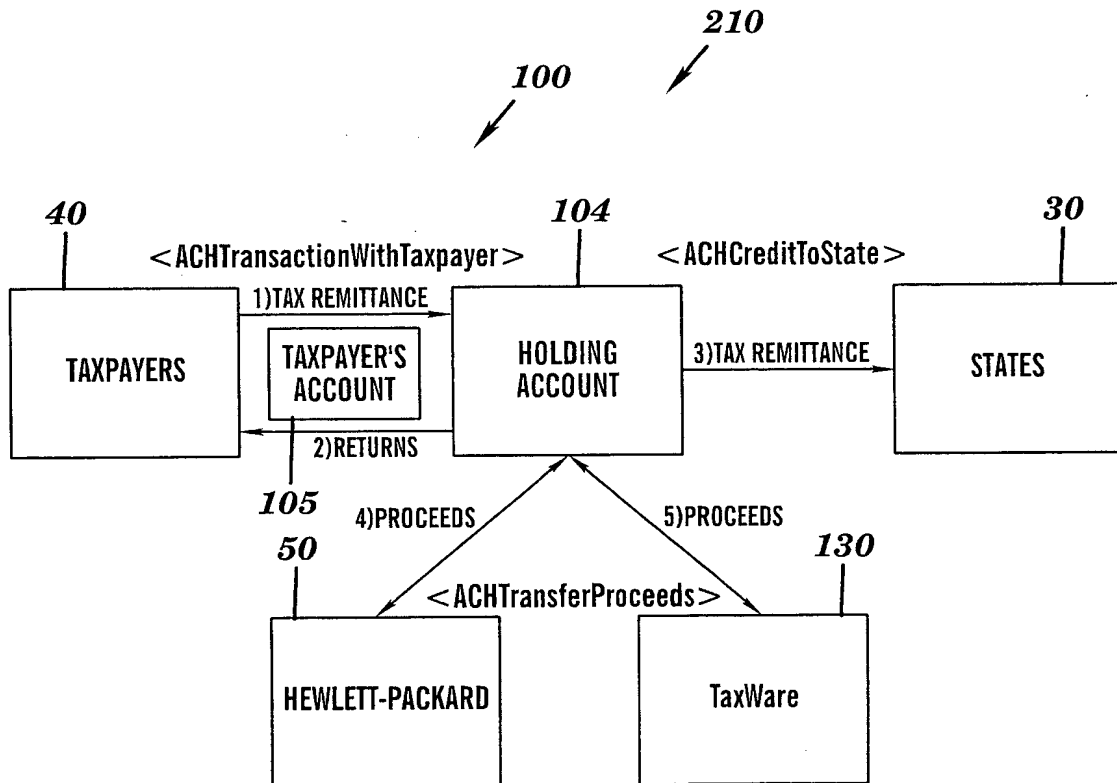 210
100
40
104
30
<ACHTransactionWithTaxpayer>
<ACHCreditToState>
1)TAX REMITTANCE
TAXPAYERS
TAXPAYER'S
ACCOUNT
HOLDING
ACCOUNT
3)TAX REMITTANCE
STATES
2)RETURNS
105
4)PROCEEDS
5)PROCEEDS
50
130
<ACHTransferProceeds>
HEWLETT-PACKARD
TaxWare